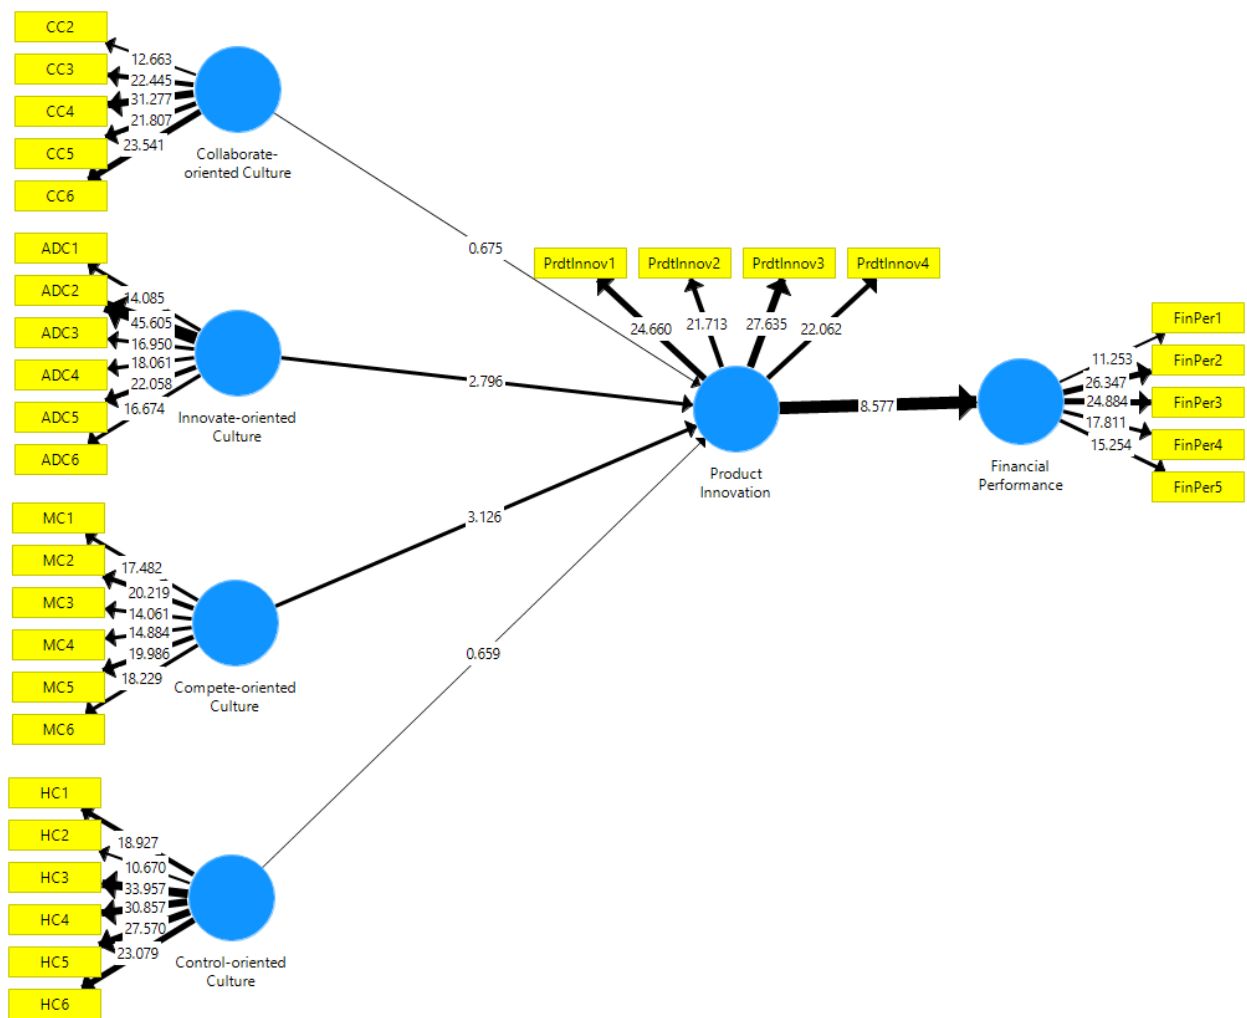 CC2
CC3
CC4
CC5
CC6
12.663
22.445
31.277
21.807
23.541
Collaborate-
oriented Culture
0.675
ADC1
ADC2
ADC3
ADC4
ADC5
ADC6
14.085
45.605
16.950
18.061
22.058
16.674
Innovate-oriented
Culture
2.796
PrdtInnov1
PrdtInnov2
PrdtInnov3
PrdtInnov4
24.660
21.713
27.635
22.062
Product
Innovation
8.577
FinPer1
FinPer2
FinPer3
FinPer4
FinPer5
11.253
26.347
24.884
17.811
15.254
Financial
Performance
MC1
MC2
MC3
MC4
MC5
MC6
17.482
20.219
14.061
14.884
19.986
18.229
Compete-oriented
Culture
3.126
HC1
HC2
HC3
HC4
HC5
HC6
18.927
10.670
33.957
30.857
27.570
23.079
Control-oriented
Culture
0.659